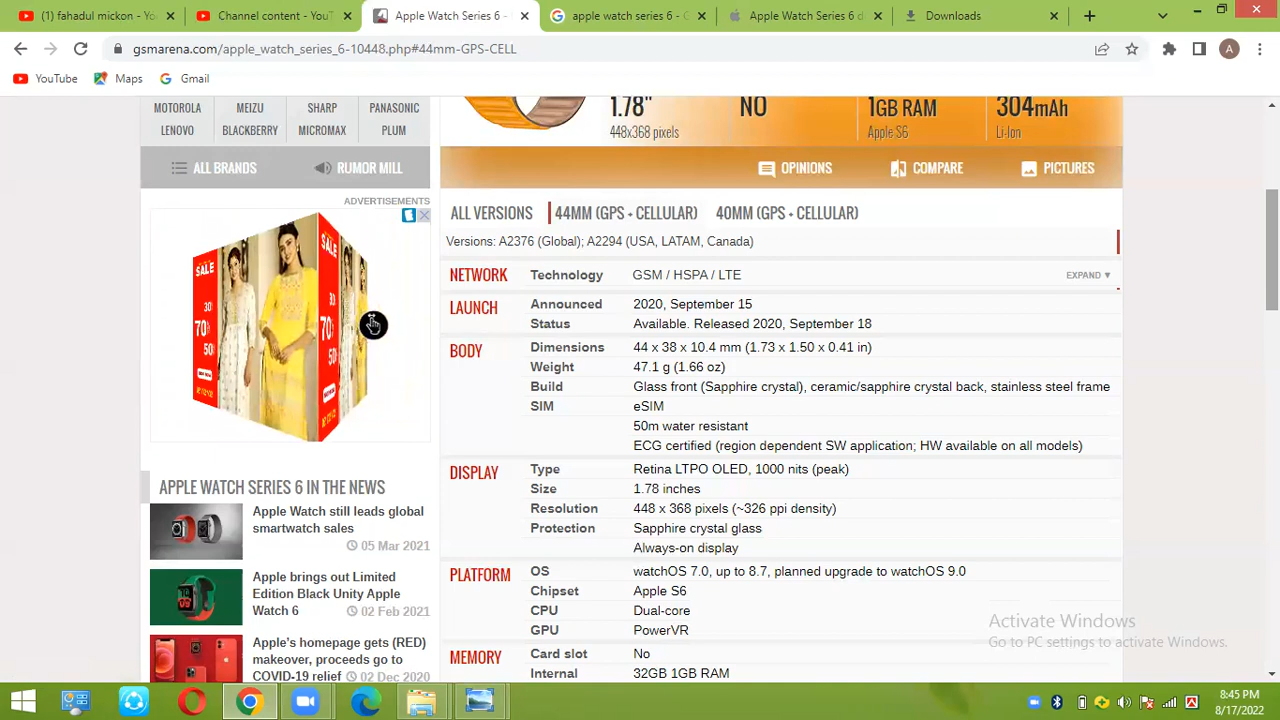 (1) fahadul mickon - You
Channel content - YouT
Apple Watch Series 6 -
apple watch series 6 - G
Apple Watch Series 6 d
Downloads
gsmarena.com/apple_watch_series_6-10448.php#44mm-GPS-CELL
A
YouTube
Maps
Gmail
MOTOROLA MEIZU SHARP PANASONIC
LENOVO BLACKBERRY MICROMAX PLUM
ALL BRANDS RUMOR MILL
1.78" NO 1GB RAM 304mAh
448x368 pixels Apple S6 Li-Ion
OPINIONS COMPARE PICTURES
ADVERTISEMENTS
SALE
SALE
70%
50
70
50
ALL VERSIONS 44MM (GPS + CELLULAR) 40MM (GPS + CELLULAR)
Versions: A2376 (Global); A2294 (USA, LATAM, Canada)
NETWORK Technology GSM / HSPA / LTE EXPAND ▼
LAUNCH Announced 2020, September 15
Status Available. Released 2020, September 18
BODY Dimensions 44 x 38 x 10.4 mm (1.73 x 1.50 x 0.41 in)
Weight 47.1 g (1.66 oz)
Build Glass front (Sapphire crystal), ceramic/sapphire crystal back, stainless steel frame
SIM eSIM
50m water resistant
ECG certified (region dependent SW application; HW available on all models)
DISPLAY Type Retina LTPO OLED, 1000 nits (peak)
Size 1.78 inches
Resolution 448 x 368 pixels (~326 ppi density)
Protection Sapphire crystal glass
Always-on display
PLATFORM OS watchOS 7.0, up to 8.7, planned upgrade to watchOS 9.0
Chipset Apple S6
CPU Dual-core
GPU PowerVR
MEMORY Card slot No
Internal 32GB 1GB RAM
APPLE WATCH SERIES 6 IN THE NEWS
Apple Watch still leads global
smartwatch sales
05 Mar 2021
Apple brings out Limited
Edition Black Unity Apple
Watch 6
02 Feb 2021
Apple's homepage gets (RED)
makeover, proceeds go to
COVID-19 relief
02 Dec 2020
Activate Windows
Go to PC settings to activate Windows.
8:45 PM
8/17/2022